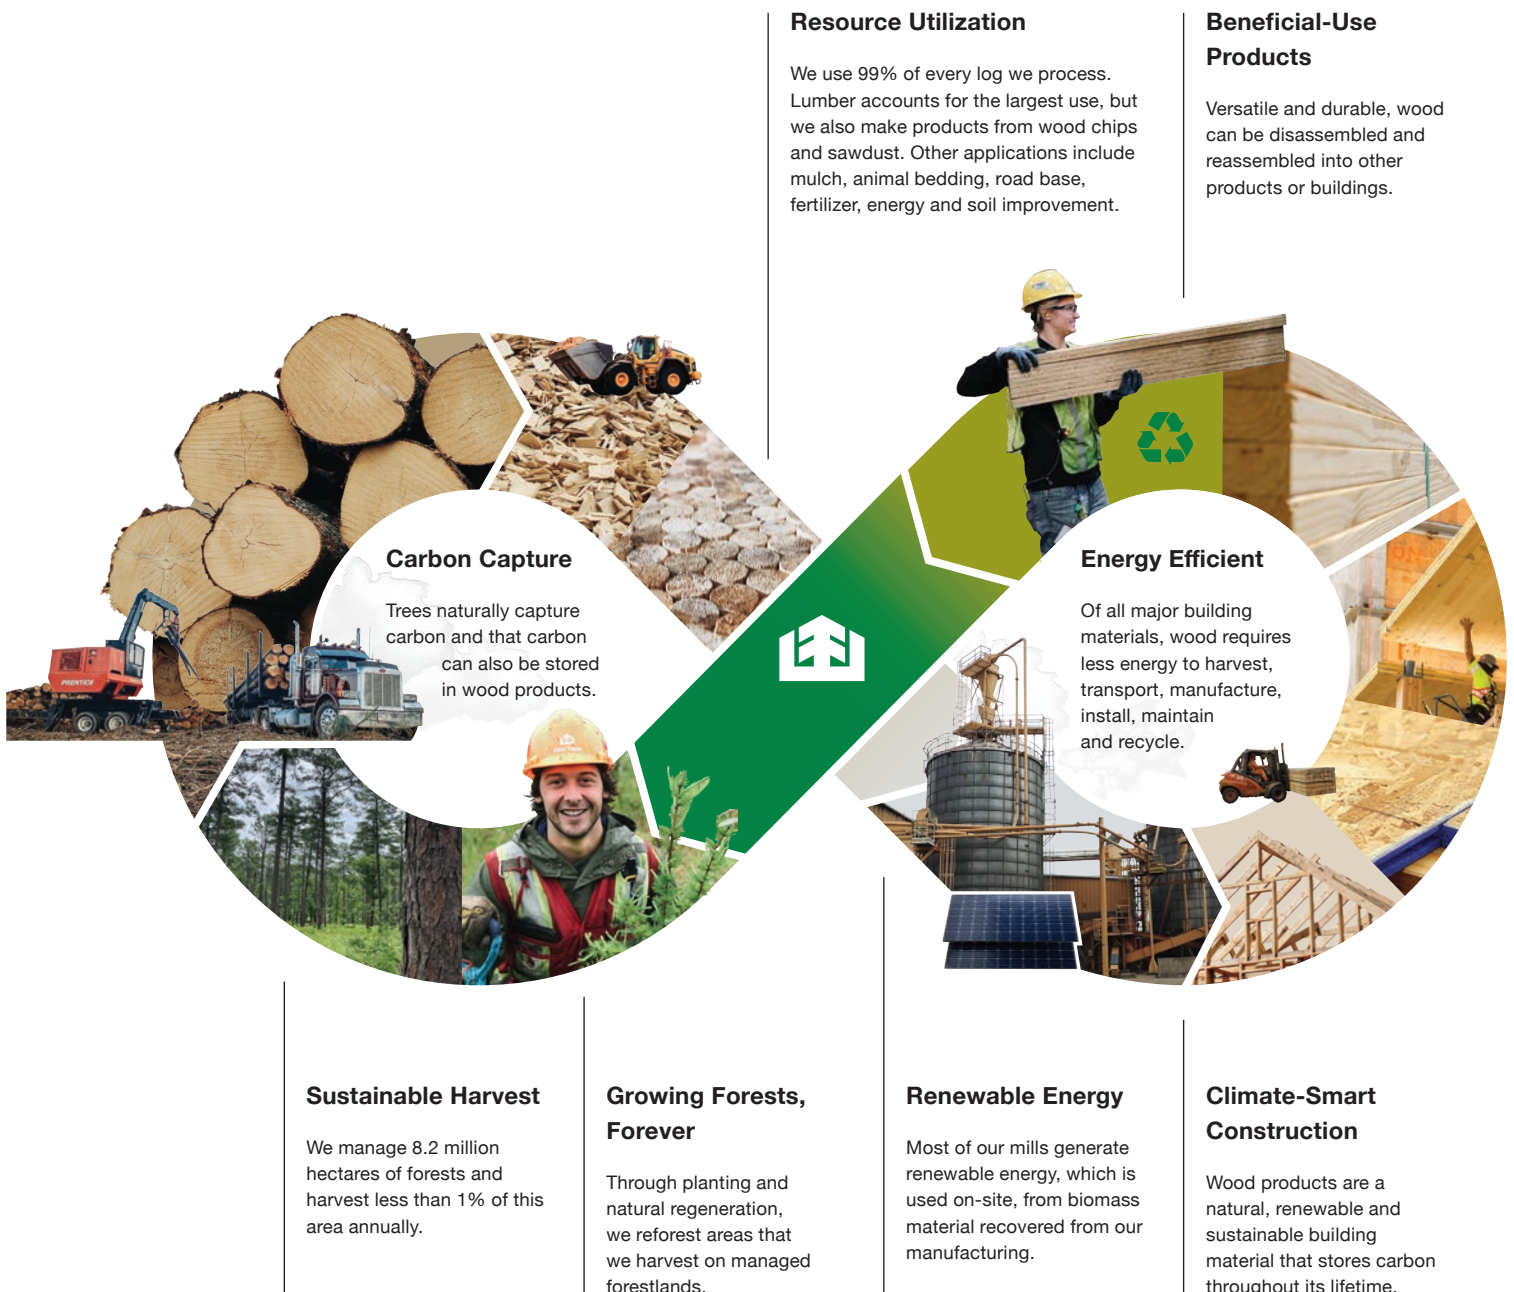 Resource Utilization
We use 99% of every log we process.
Lumber accounts for the largest use, but
we also make products from wood chips
and sawdust. Other applications include
mulch, animal bedding, road base,
fertilizer, energy and soil improvement.
Beneficial-Use
Products
Versatile and durable, wood
can be disassembled and
reassembled into other
products or buildings.
Carbon Capture
Trees naturally capture
carbon and that carbon
can also be stored
in wood products.
PRENTICE
Energy Efficient
Of all major building
materials, wood requires
less energy to harvest,
transport, manufacture,
install, maintain
and recycle.
Sustainable Harvest
We manage 8.2 million
hectares of forests and
harvest less than 1% of this
area annually.
Growing Forests,
Forever
Through planting and
natural regeneration,
we reforest areas that
we harvest on managed
forestlands.
Renewable Energy
Most of our mills generate
renewable energy, which is
used on-site, from biomass
material recovered from our
manufacturing.
Climate-Smart
Construction
Wood products are a
natural, renewable and
sustainable building
material that stores carbon
throughout its lifetime.